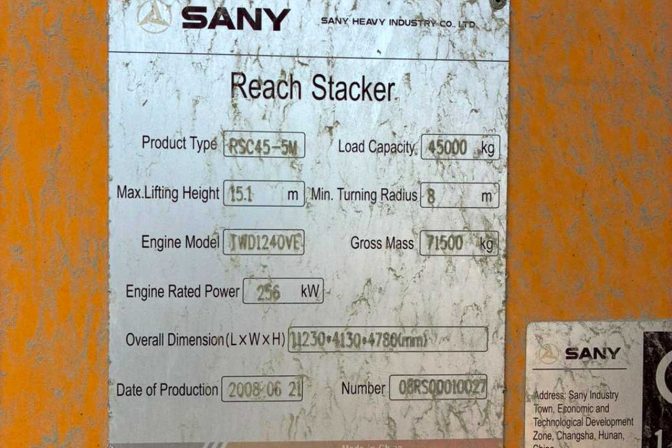 SANY SANY HEAVY INDUSTRY CO. LTD
Reach Stacker
Product Type RSC45-5M Load Capacity 45000 kg
Max.Lifting Height 15.1 m Min. Turning Radius 8 m
Engine Model TWD1240VE Gross Mass 71500 kg
Engine Rated Power 256 kW
Overall Dimension(L×W×H) 11230*4130*4780(mm)
Date of Production 2008 06 21 Number 08RS00010027
Made in China
SANY
Address: Sany Industry
Town, Economic and
Technological Development
Zone, Changsha, Hunan,